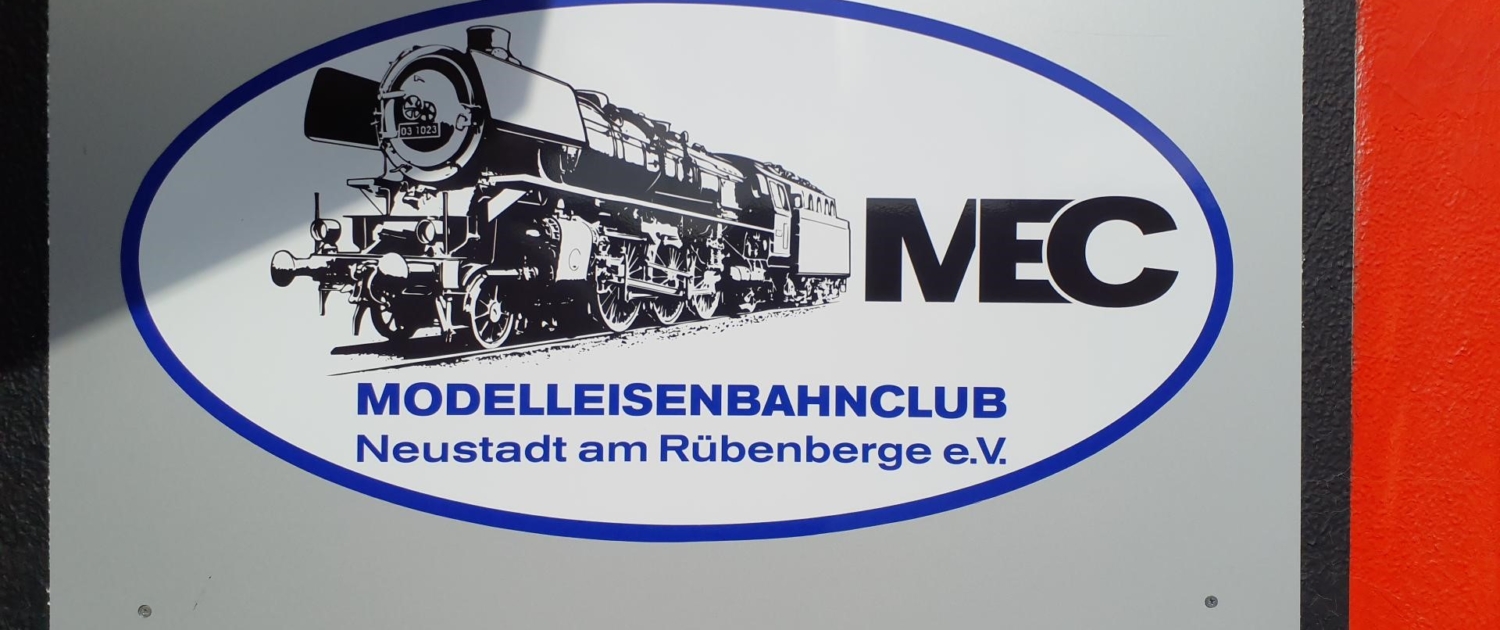 03 1023
MEC
MODELLEISENBAHNCLUB
Neustadt am Rübenberge e.V.